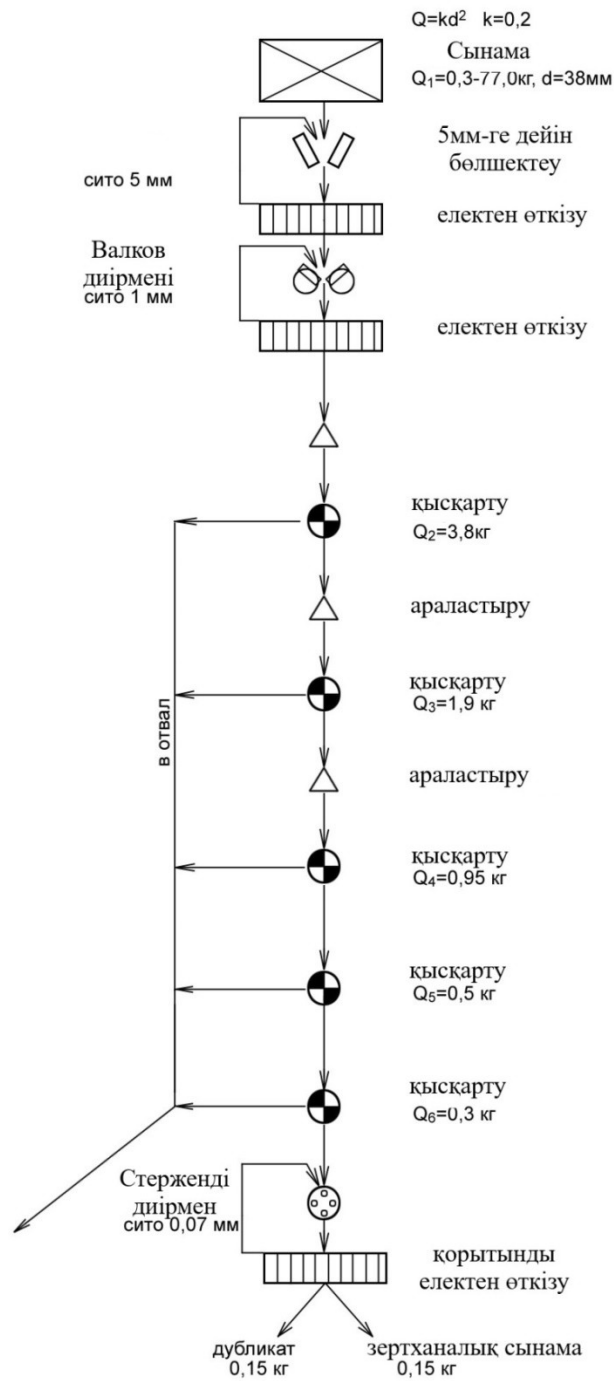 Q=kd² k=0,2
Сынама
Q₁=0,3-77,0кг, d=38мм
5мм-ге дейін
бөлшектеу
сито 5 мм
електен өткізу
Валков
диірмені
сито 1 мм
електен өткізу
қысқарту
Q₂=3,8кг
араластыру
қысқарту
Q₃=1,9 кг
в отвал
араластыру
қысқарту
Q₄=0,95 кг
қысқарту
Q₅=0,5 кг
қысқарту
Q₆=0,3 кг
Стерженді
диірмен
сито 0,07 мм
қорытынды
електен өткізу
дубликат
0,15 кг
зертханалық сынама
0,15 кг